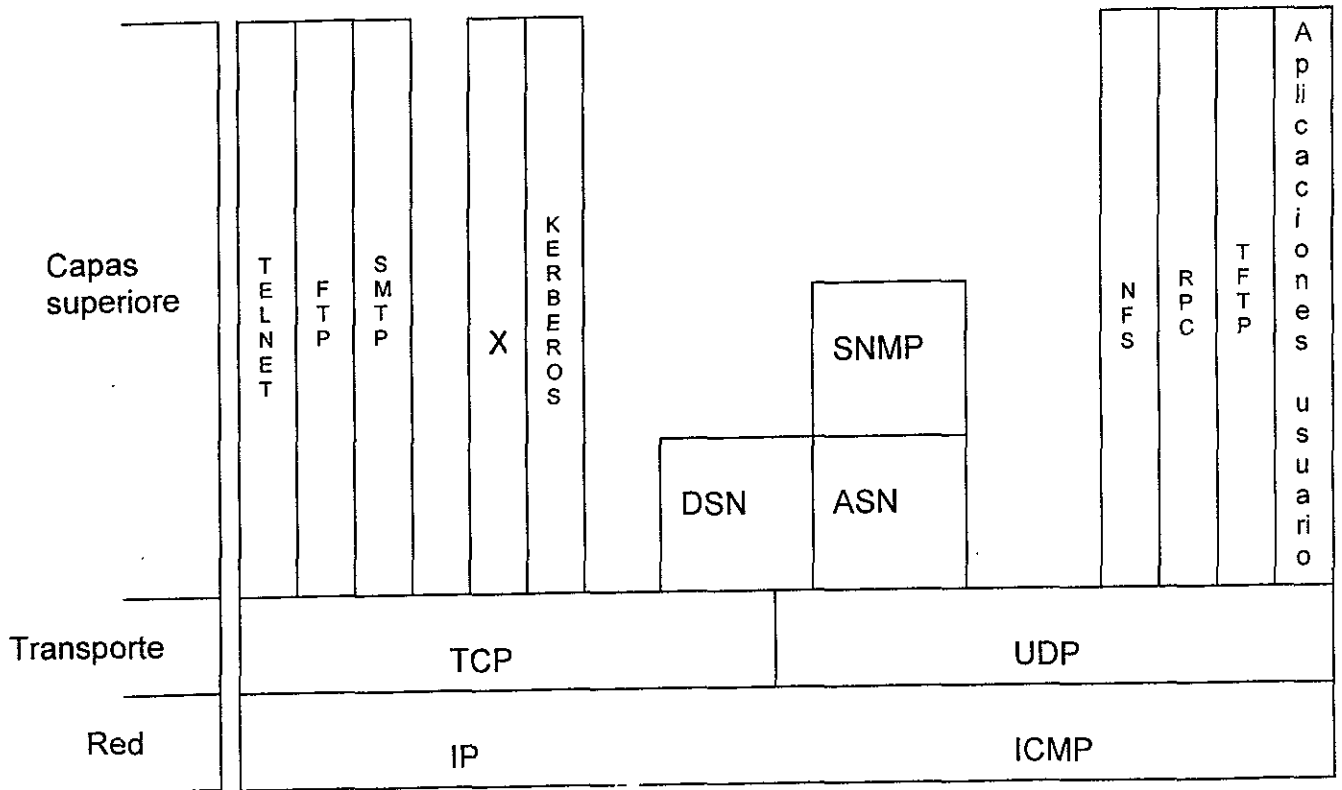 Capas
superiore
TELNET
FTP
SMTP
X
KERBEROS
SNMP
DSN
ASN
NFS
RPC
TFTP
Aplicaciones usuario
Transporte
TCP
UDP
Red
IP
ICMP